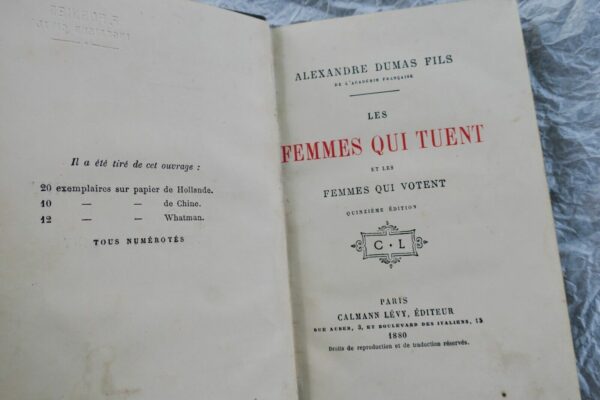 Il a été tiré de cet ouvrage :
20 exemplaires sur papier de Hollande.
10 — — de Chine.
12 — — Whatman.
TOUS NUMÉROTÉS
ALEXANDRE DUMAS FILS
DE L'ACADÉMIE FRANÇAISE
LES
FEMMES QUI TUENT
ET LES
FEMMES QUI VOTENT
QUINZIÈME ÉDITION
C · L
PARIS
CALMANN LÉVY, ÉDITEUR
RUE AUBER, 3, ET BOULEVARD DES ITALIENS, 15
1880
Droits de reproduction et de traduction réservés.